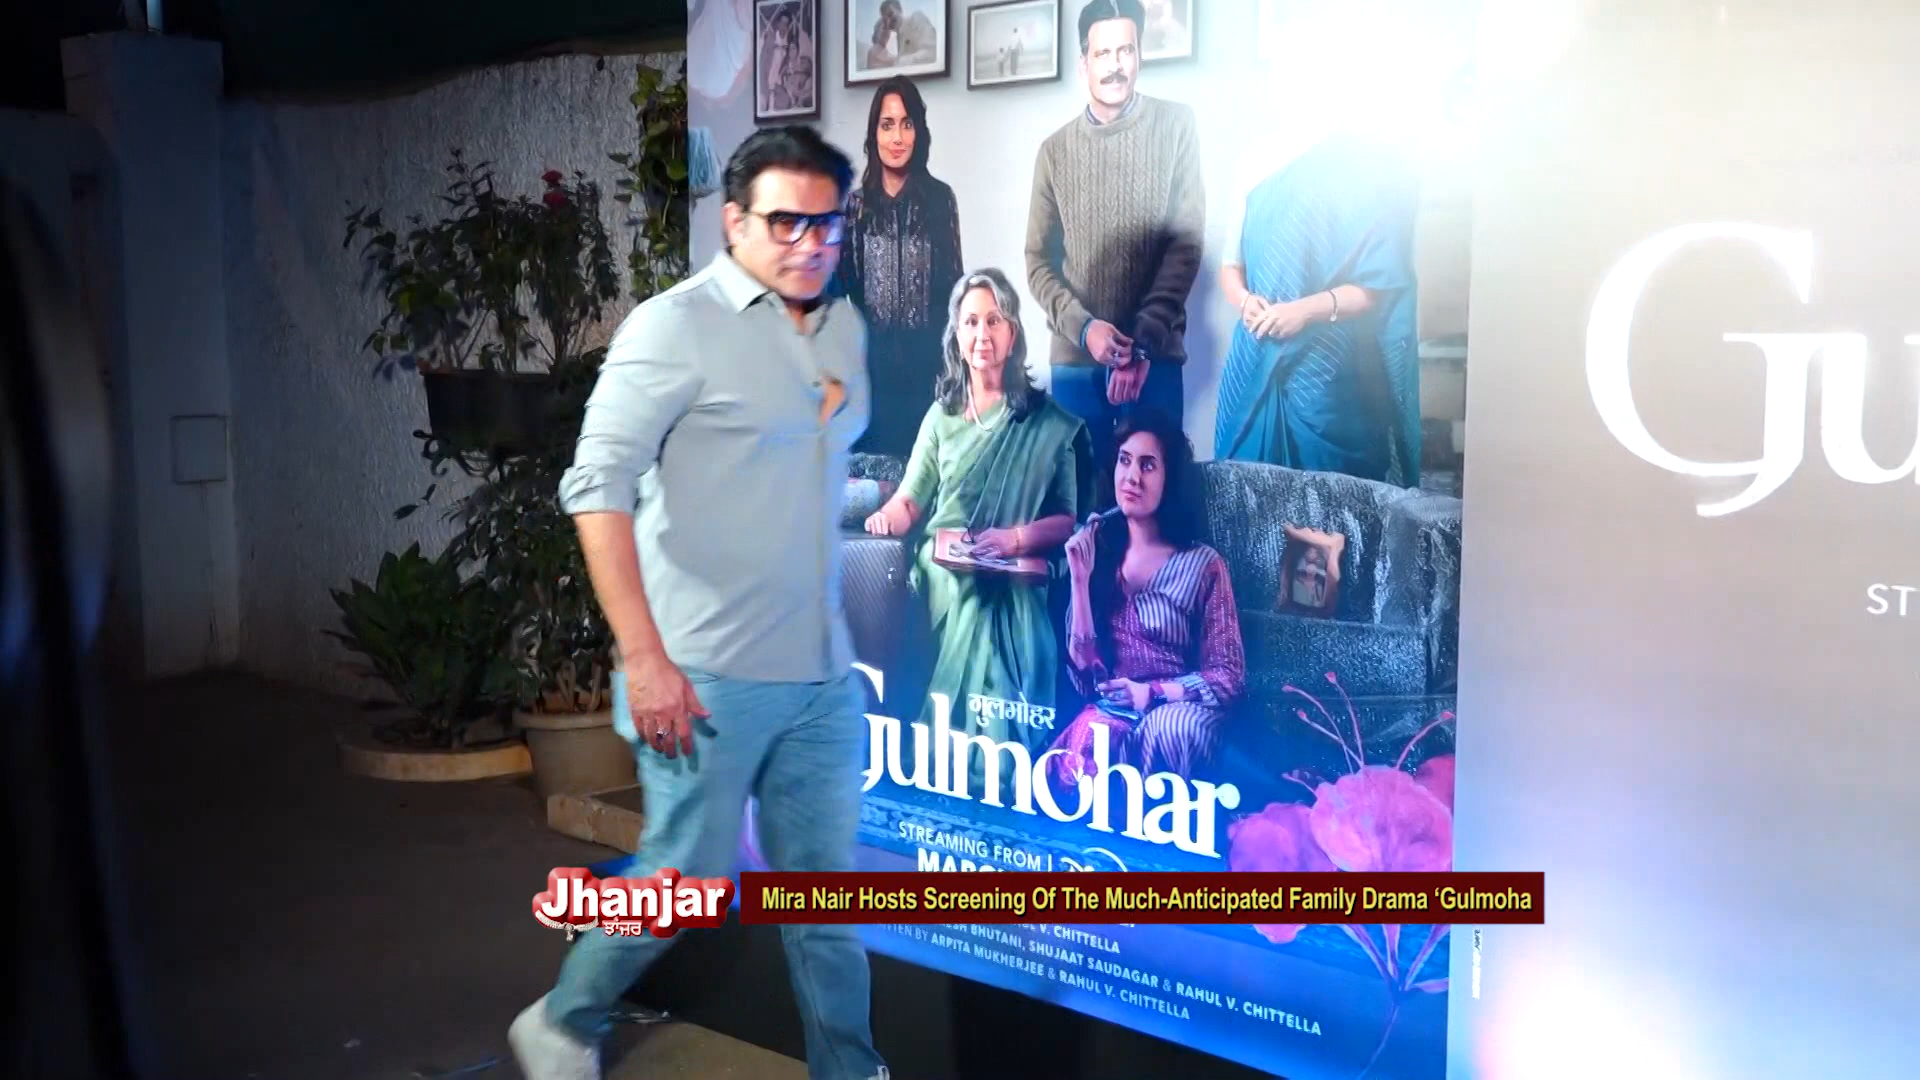 Gu
ST
गुलमोहर
Gulmohar
STREAMING FROM
V. CHITTELLA
BHUTANI, SHUJAAT SAUDAGAR & RAHUL V. CHITTELLA
BY ARPITA MUKHERJEE & RAHUL V. CHITTELLA
Jhanjar
ਝਾਂਜਰ
Mira Nair Hosts Screening Of The Much-Anticipated Family Drama ‘Gulmoha